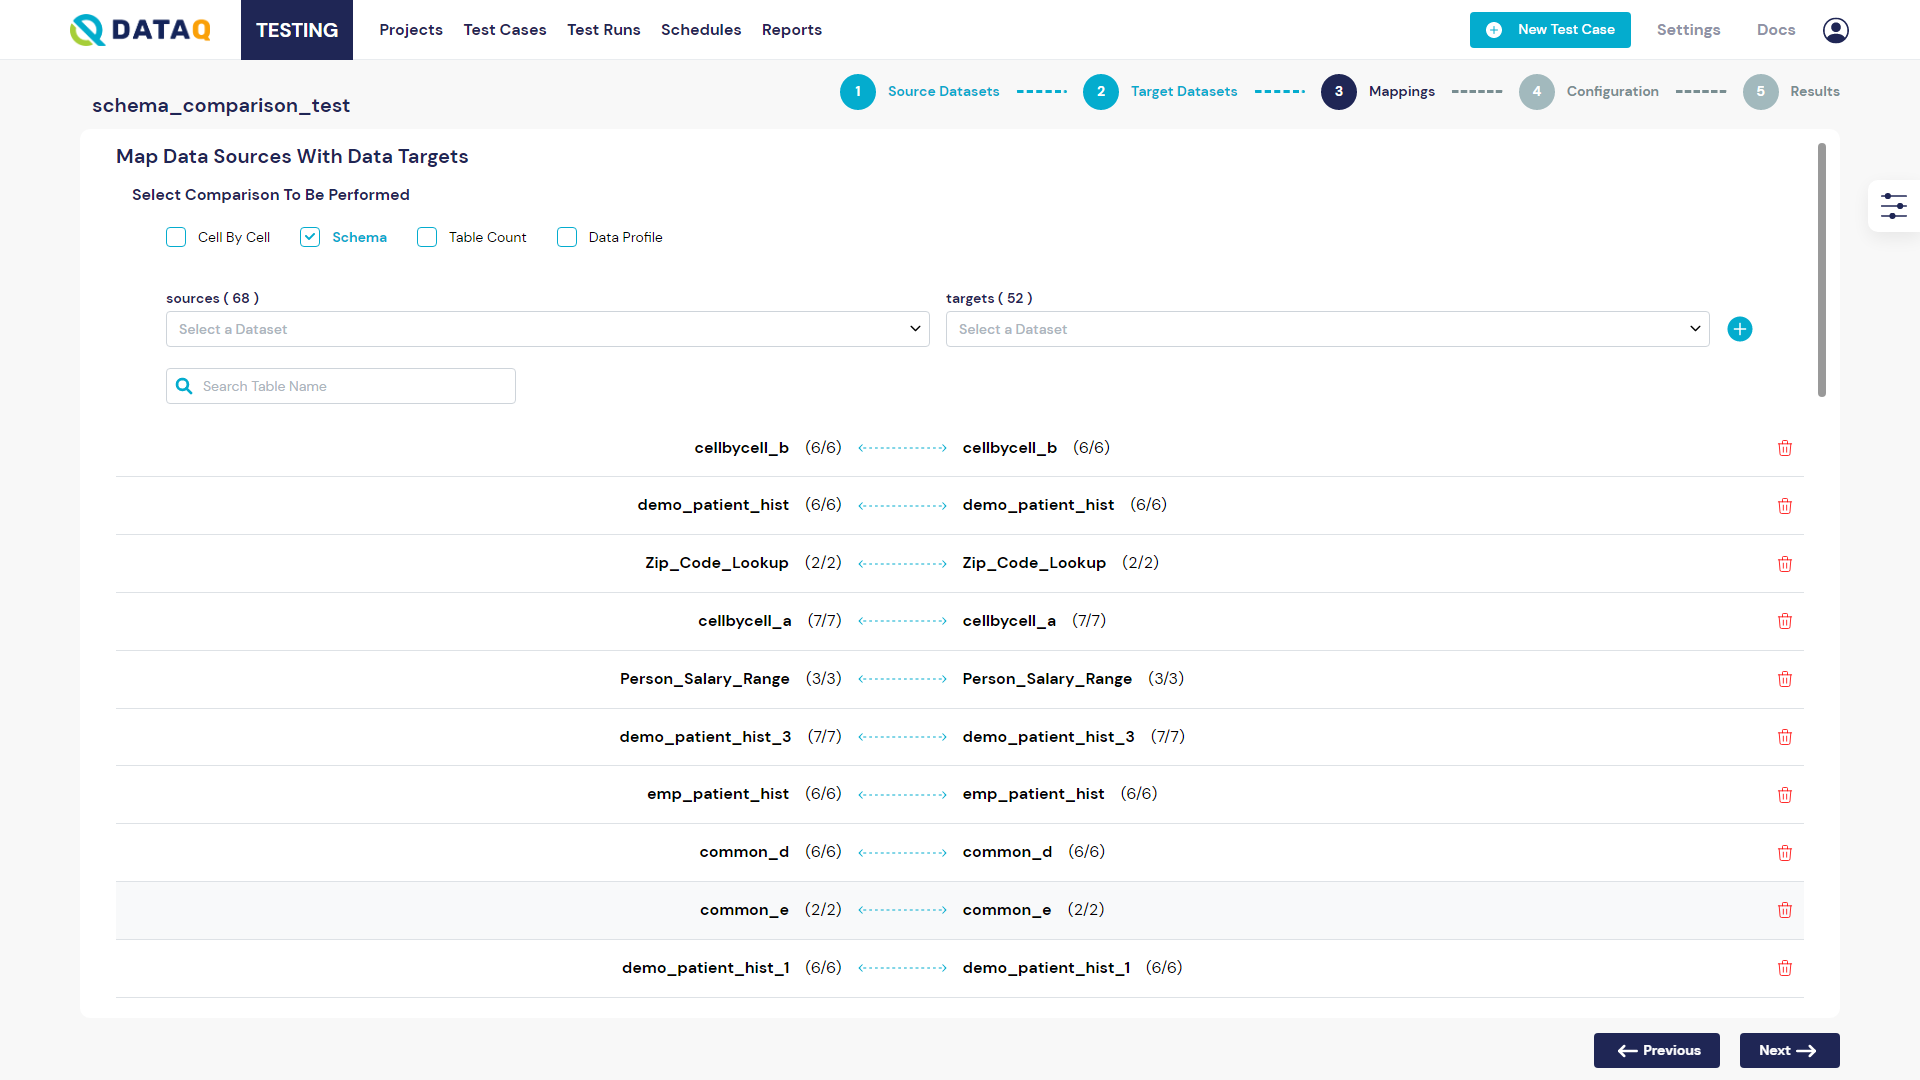 DATAQ TESTING Projects Test Cases Test Runs Schedules Reports New Test Case Settings Docs
schema_comparison_test
1 Source Datasets 2 Target Datasets 3 Mappings 4 Configuration 5 Results
Map Data Sources With Data Targets
Select Comparison To Be Performed
Cell By Cell Schema Table Count Data Profile
sources ( 68 ) targets ( 52 )
Select a Dataset Select a Dataset
Search Table Name
cellbycell_b (6/6) cellbycell_b (6/6)
demo_patient_hist (6/6) demo_patient_hist (6/6)
Zip_Code_Lookup (2/2) Zip_Code_Lookup (2/2)
cellbycell_a (7/7) cellbycell_a (7/7)
Person_Salary_Range (3/3) Person_Salary_Range (3/3)
demo_patient_hist_3 (7/7) demo_patient_hist_3 (7/7)
emp_patient_hist (6/6) emp_patient_hist (6/6)
common_d (6/6) common_d (6/6)
common_e (2/2) common_e (2/2)
demo_patient_hist_1 (6/6) demo_patient_hist_1 (6/6)
Previous Next